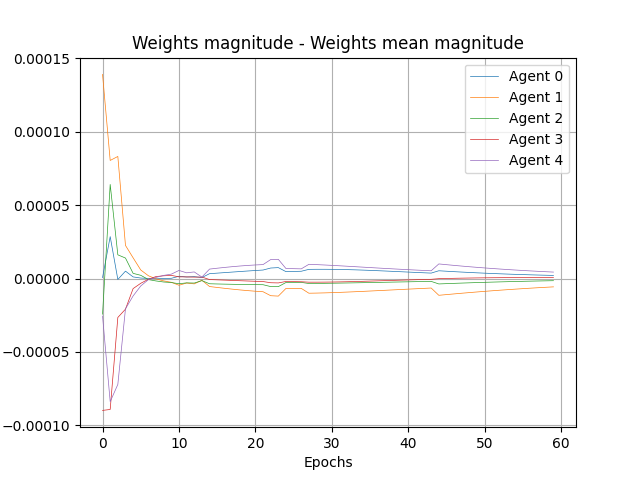 Weights magnitude - Weights mean magnitude
0.00015
0.00010
0.00005
0.00000
−0.00005
−0.00010
0 10 20 30 40 50 60
Epochs
Agent 0
Agent 1
Agent 2
Agent 3
Agent 4